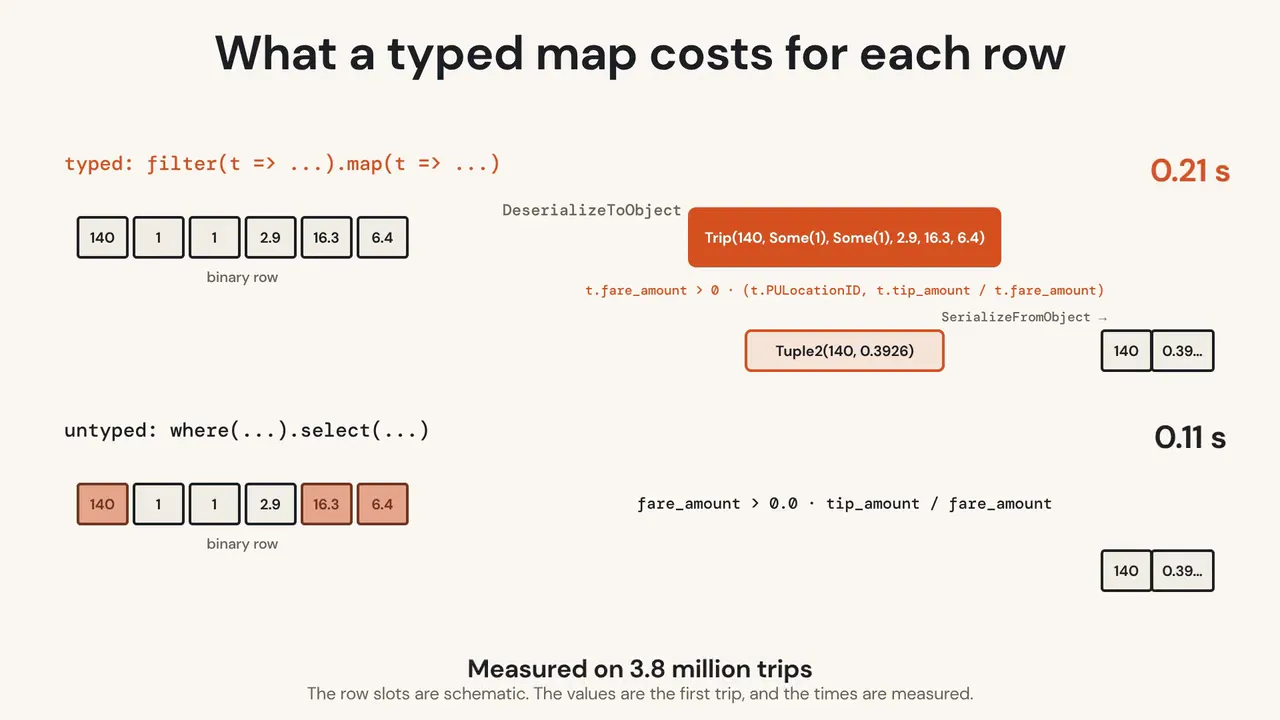 What a typed map costs for each row
typed: filter(t => ...).map(t => ...)
0.21 s
DeserializeToObject
140 1 1 2.9 16.3 6.4
Trip(140, Some(1), Some(1), 2.9, 16.3, 6.4)
binary row
t.fare_amount > 0 · (t.PULocationID, t.tip_amount / t.fare_amount)
SerializeFromObject →
Tuple2(140, 0.3926)
140 0.39…
untyped: where(...).select(...)
0.11 s
140 1 1 2.9 16.3 6.4
fare_amount > 0.0 · tip_amount / fare_amount
binary row
140 0.39…
Measured on 3.8 million trips
The row slots are schematic. The values are the first trip, and the times are measured.